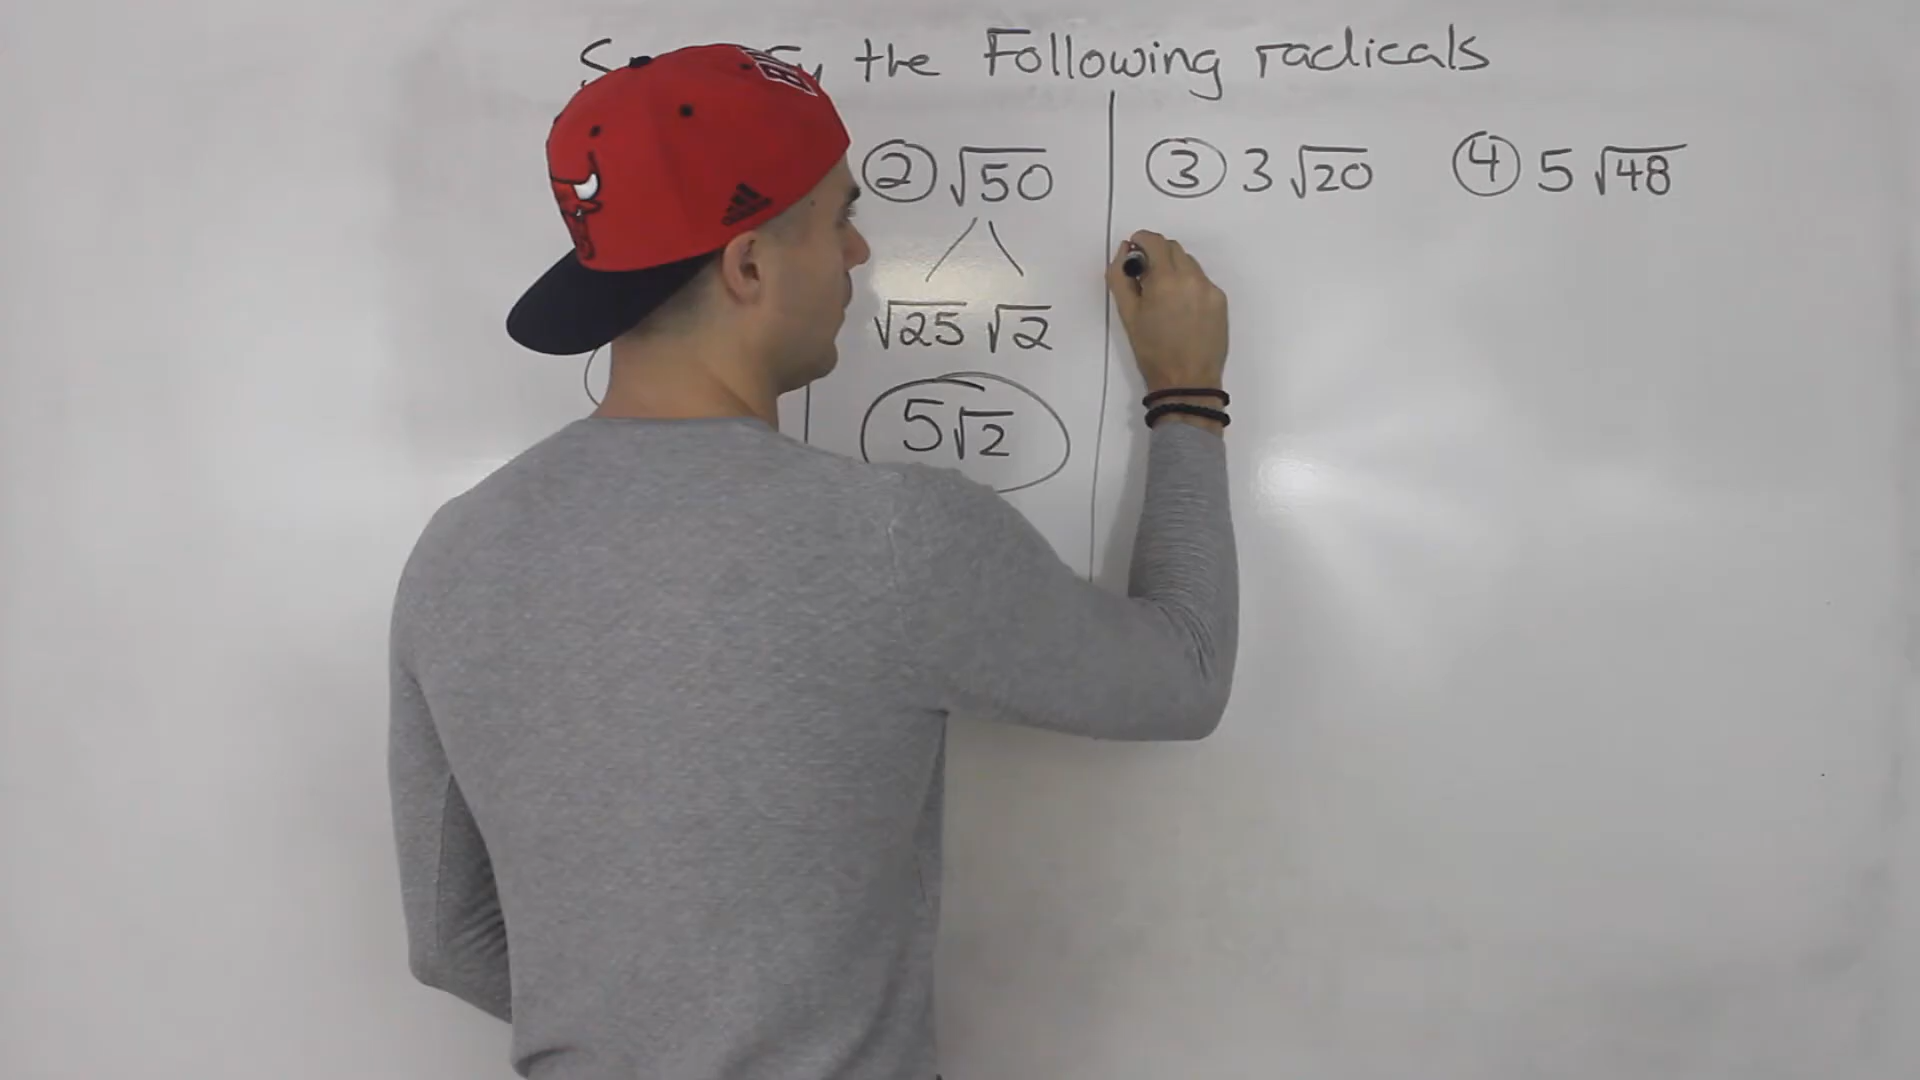 the Following radicals
② √50 ③ 3√20 ④ 5√48
√25 √2
5√2